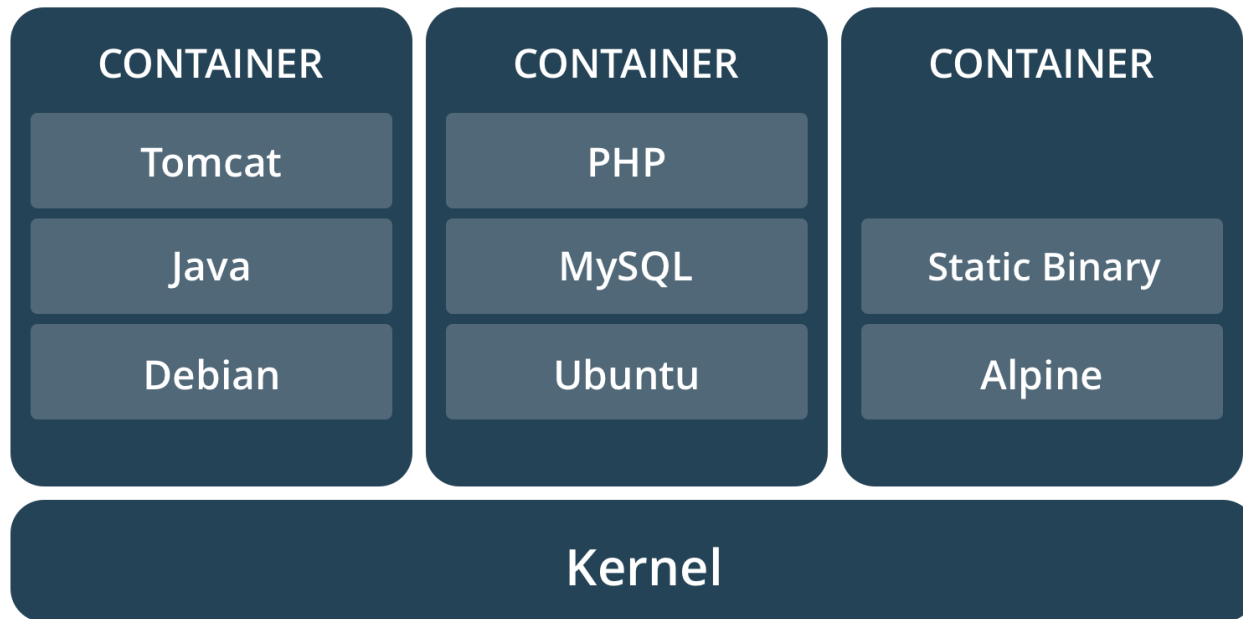 CONTAINER
Tomcat
Java
Debian
CONTAINER
PHP
MySQL
Ubuntu
CONTAINER
Static Binary
Alpine
Kernel